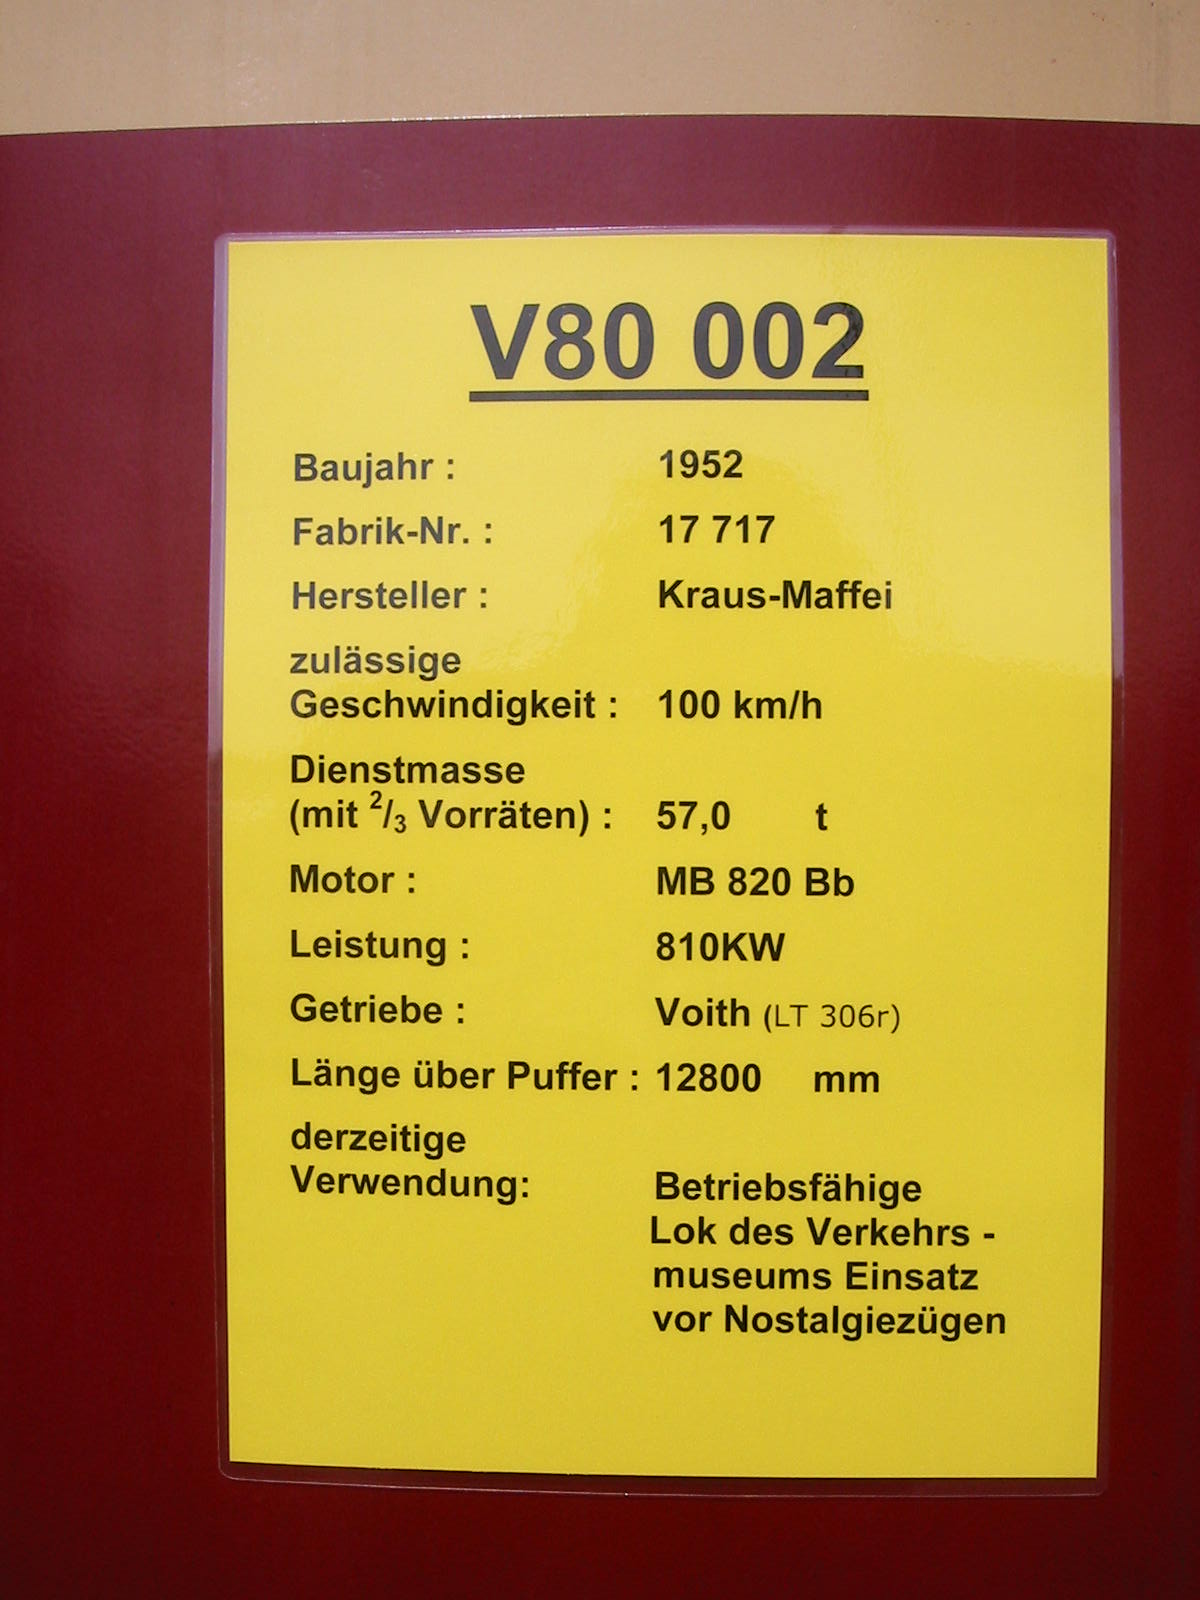 V80 002
Baujahr : 1952
Fabrik-Nr. : 17 717
Hersteller : Kraus-Maffei
zulässige
Geschwindigkeit : 100 km/h
Dienstmasse
(mit 2/3 Vorräten) : 57,0 t
Motor : MB 820 Bb
Leistung : 810KW
Getriebe : Voith (LT 306r)
Länge über Puffer : 12800 mm
derzeitige
Verwendung: Betriebsfähige
Lok des Verkehrs -
museums Einsatz
vor Nostalgiezügen